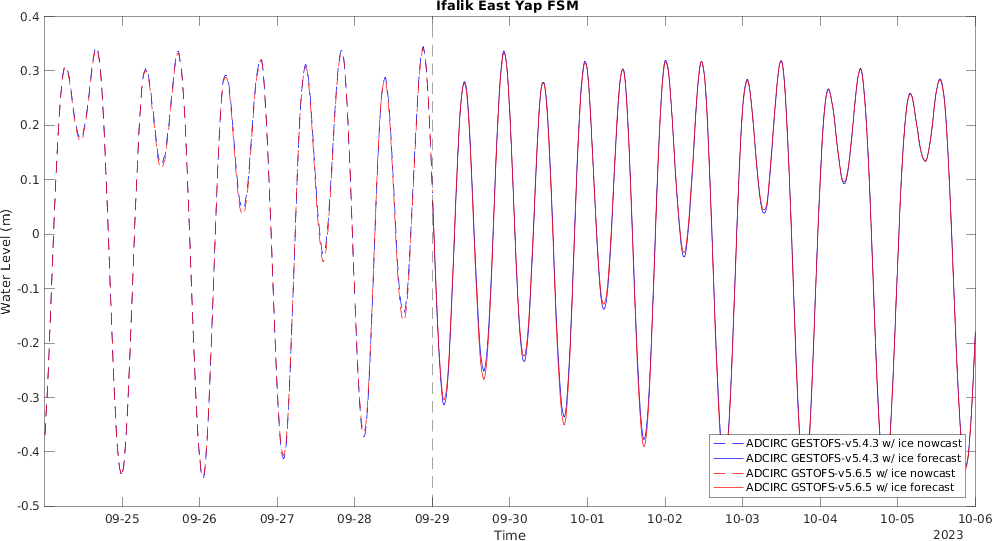 Ifalik East Yap FSM
0.4
0.3
0.2
0.1
0
-0.1
-0.2
-0.3
-0.4
-0.5
Water Level (m)
ADCIRC GESTOFS-v5.4.3 w/ ice nowcast
ADCIRC GESTOFS-v5.4.3 w/ ice forecast
ADCIRC GSTOFS-v5.6.5 w/ ice nowcast
ADCIRC GSTOFS-v5.6.5 w/ ice forecast
09-25 09-26 09-27 09-28 09-29 09-30 10-01 10-02 10-03 10-04 10-05 10-06
Time
2023